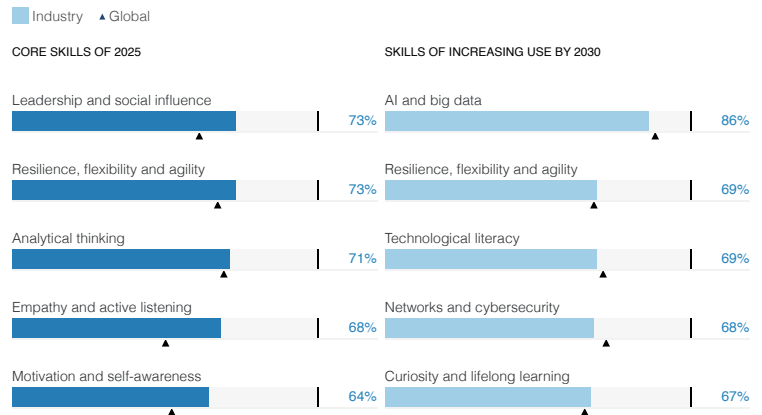 Industry Global
CORE SKILLS OF 2025
Leadership and social influence
73%
Resilience, flexibility and agility
73%
Analytical thinking
71%
Empathy and active listening
68%
Motivation and self-awareness
64%
SKILLS OF INCREASING USE BY 2030
AI and big data
86%
Resilience, flexibility and agility
69%
Technological literacy
69%
Networks and cybersecurity
68%
Curiosity and lifelong learning
67%